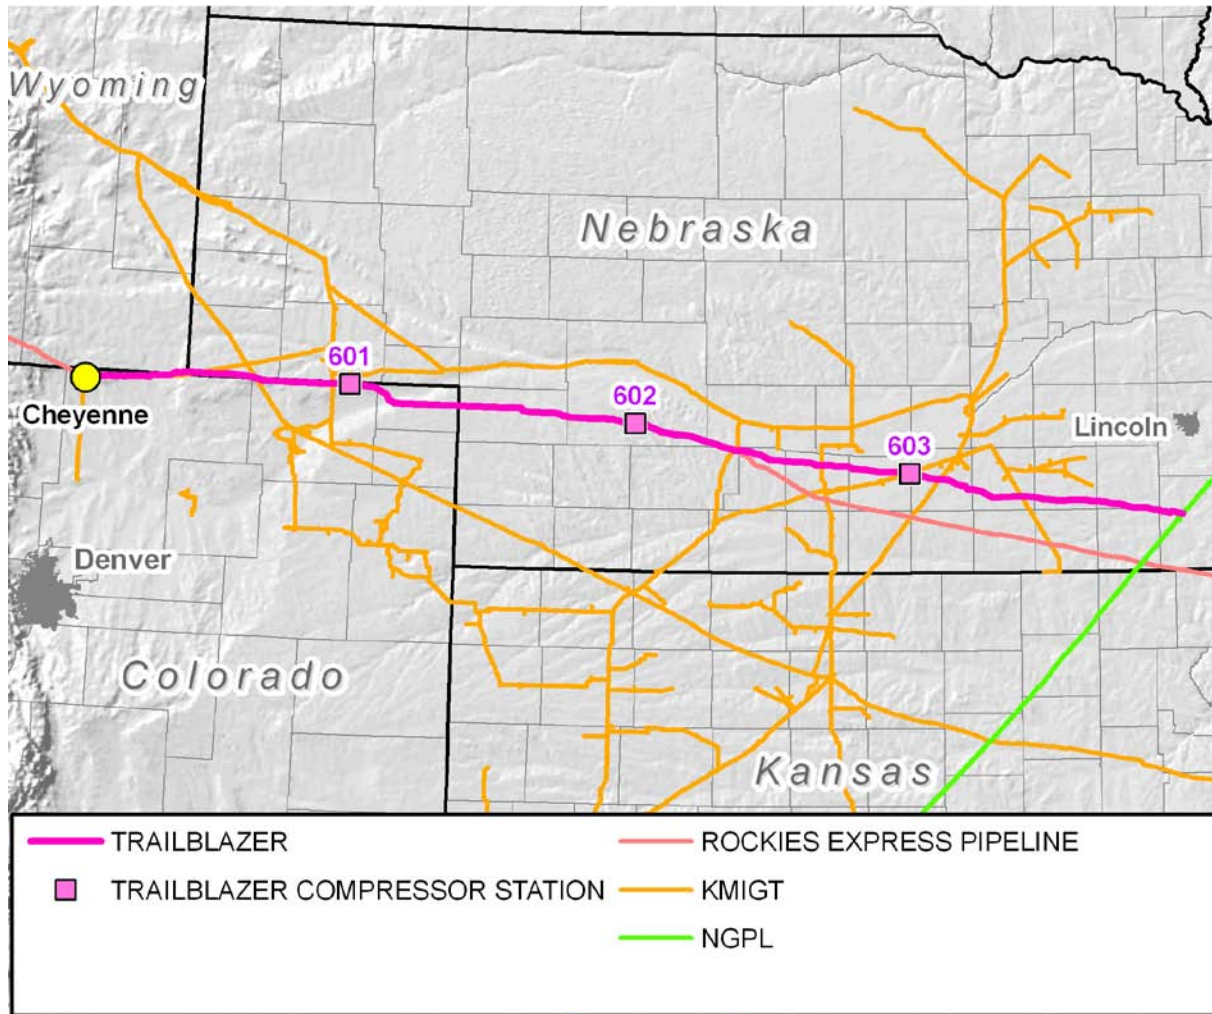 Wyoming
Nebraska
601
602
Cheyenne
Lincoln
603
Denver
Colorado
Kansas
TRAILBLAZER
ROCKIES EXPRESS PIPELINE
TRAILBLAZER COMPRESSOR STATION
KMIGT
NGPL